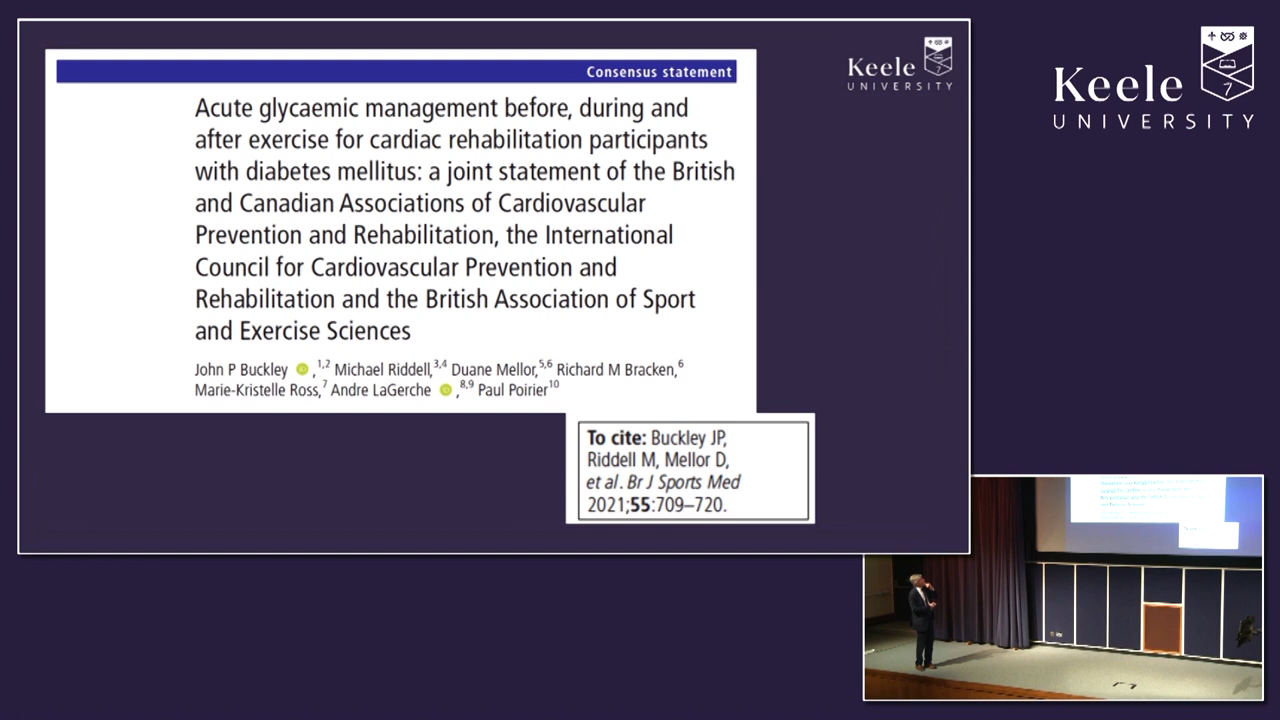 Consensus statement
Acute glycaemic management before, during and
after exercise for cardiac rehabilitation participants
with diabetes mellitus: a joint statement of the British
and Canadian Associations of Cardiovascular
Prevention and Rehabilitation, the International
Council for Cardiovascular Prevention and
Rehabilitation and the British Association of Sport
and Exercise Sciences
John P Buckley ,1,2 Michael Riddell,3,4 Duane Mellor,5,6 Richard M Bracken,6
Marie-Kristelle Ross,7 Andre LaGerche ,8,9 Paul Poirier10
To cite: Buckley JP,
Riddell M, Mellor D,
et al. Br J Sports Med
2021;55:709–720.
Keele
UNIVERSITY
Keele
UNIVERSITY